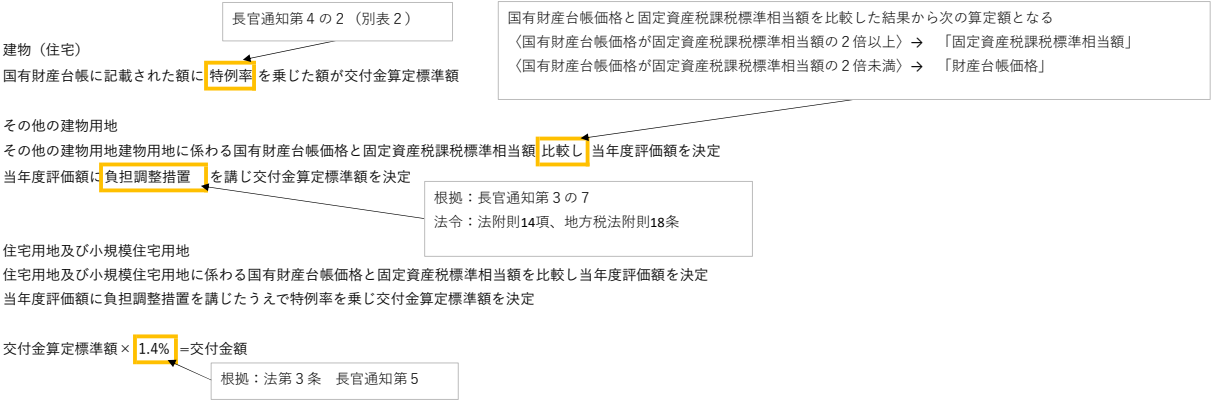 長官通知第４の２（別表２）
国有財産台帳価格と固定資産税課税標準相当額を比較した結果から次の算定額となる
〈国有財産台帳価格が固定資産税課税標準相当額の２倍以上〉→　「固定資産税課税標準相当額」
〈国有財産台帳価格が固定資産税課税標準相当額の２倍未満〉→　「財産台帳価格」
建物（住宅）
国有財産台帳に記載された額に 特例率 を乗じた額が交付金算定標準額
その他の建物用地
その他の建物用地建物用地に係わる国有財産台帳価格と固定資産税課税標準相当額 比較し 当年度評価額を決定
当年度評価額に 負担調整措置 を講じ交付金算定標準額を決定
根拠：長官通知第３の７
法令：法附則14項、地方税法附則18条
住宅用地及び小規模住宅用地
住宅用地及び小規模住宅用地に係わる国有財産台帳価格と固定資産税標準相当額を比較し当年度評価額を決定
当年度評価額に負担調整措置を講じたうえで特例率を乗じ交付金算定標準額を決定
交付金算定標準額× 1.4% =交付金額
根拠：法第３条　長官通知第５